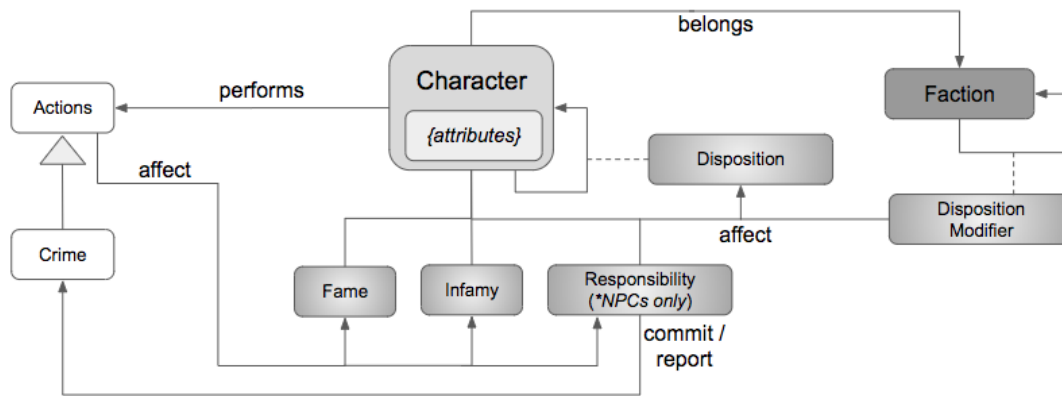 belongs
Character
{attributes}
performs
Actions
Faction
Disposition
affect
Disposition
Modifier
affect
Crime
Fame
Infamy
Responsibility
(*NPCs only)
commit /
report